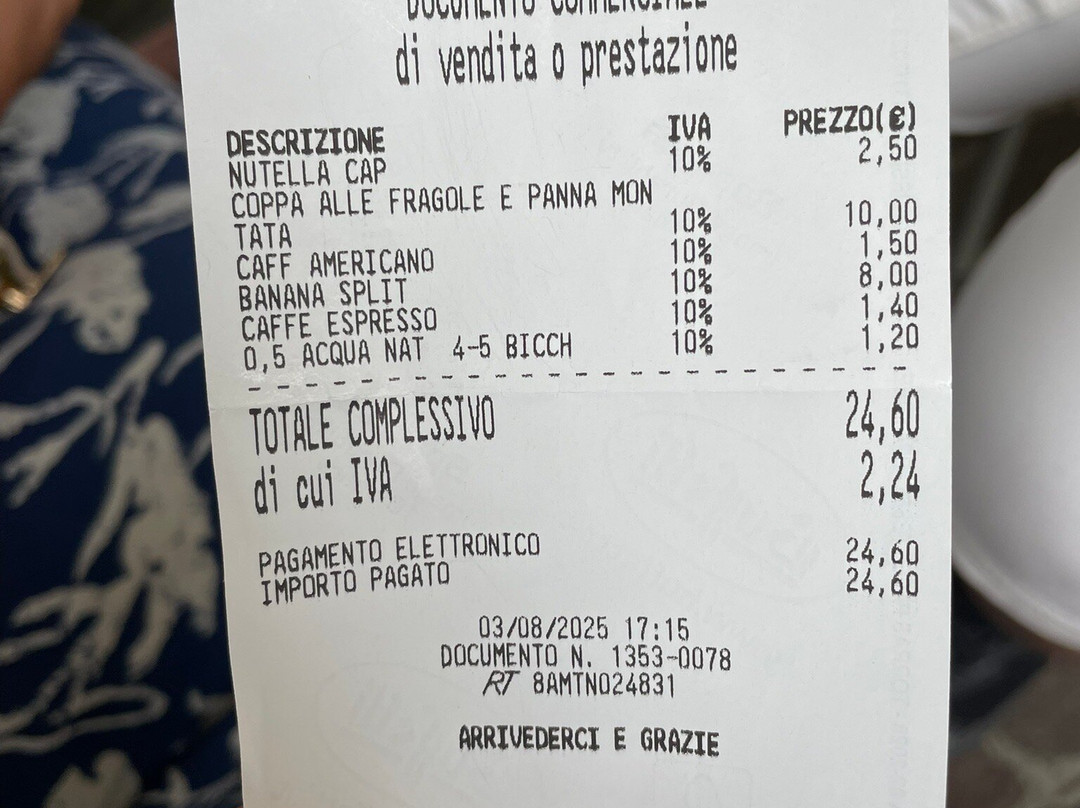 DOCUMENTO COMMERCIALE
di vendita o prestazione
DESCRIZIONE IVA PREZZO(€)
NUTELLA CAP 10% 2,50
COPPA ALLE FRAGOLE E PANNA MON
TATA 10% 10,00
CAFF AMERICANO 10% 1,50
BANANA SPLIT 10% 8,00
CAFFE ESPRESSO 10% 1,40
0,5 ACQUA NAT 4-5 BICCH 10% 1,20
TOTALE COMPLESSIVO 24,60
di cui IVA 2,24
PAGAMENTO ELETTRONICO 24,60
IMPORTO PAGATO 24,60
03/08/2025 17:15
DOCUMENTO N. 1353-0078
RT 8AMTN024831
ARRIVEDERCI E GRAZIE